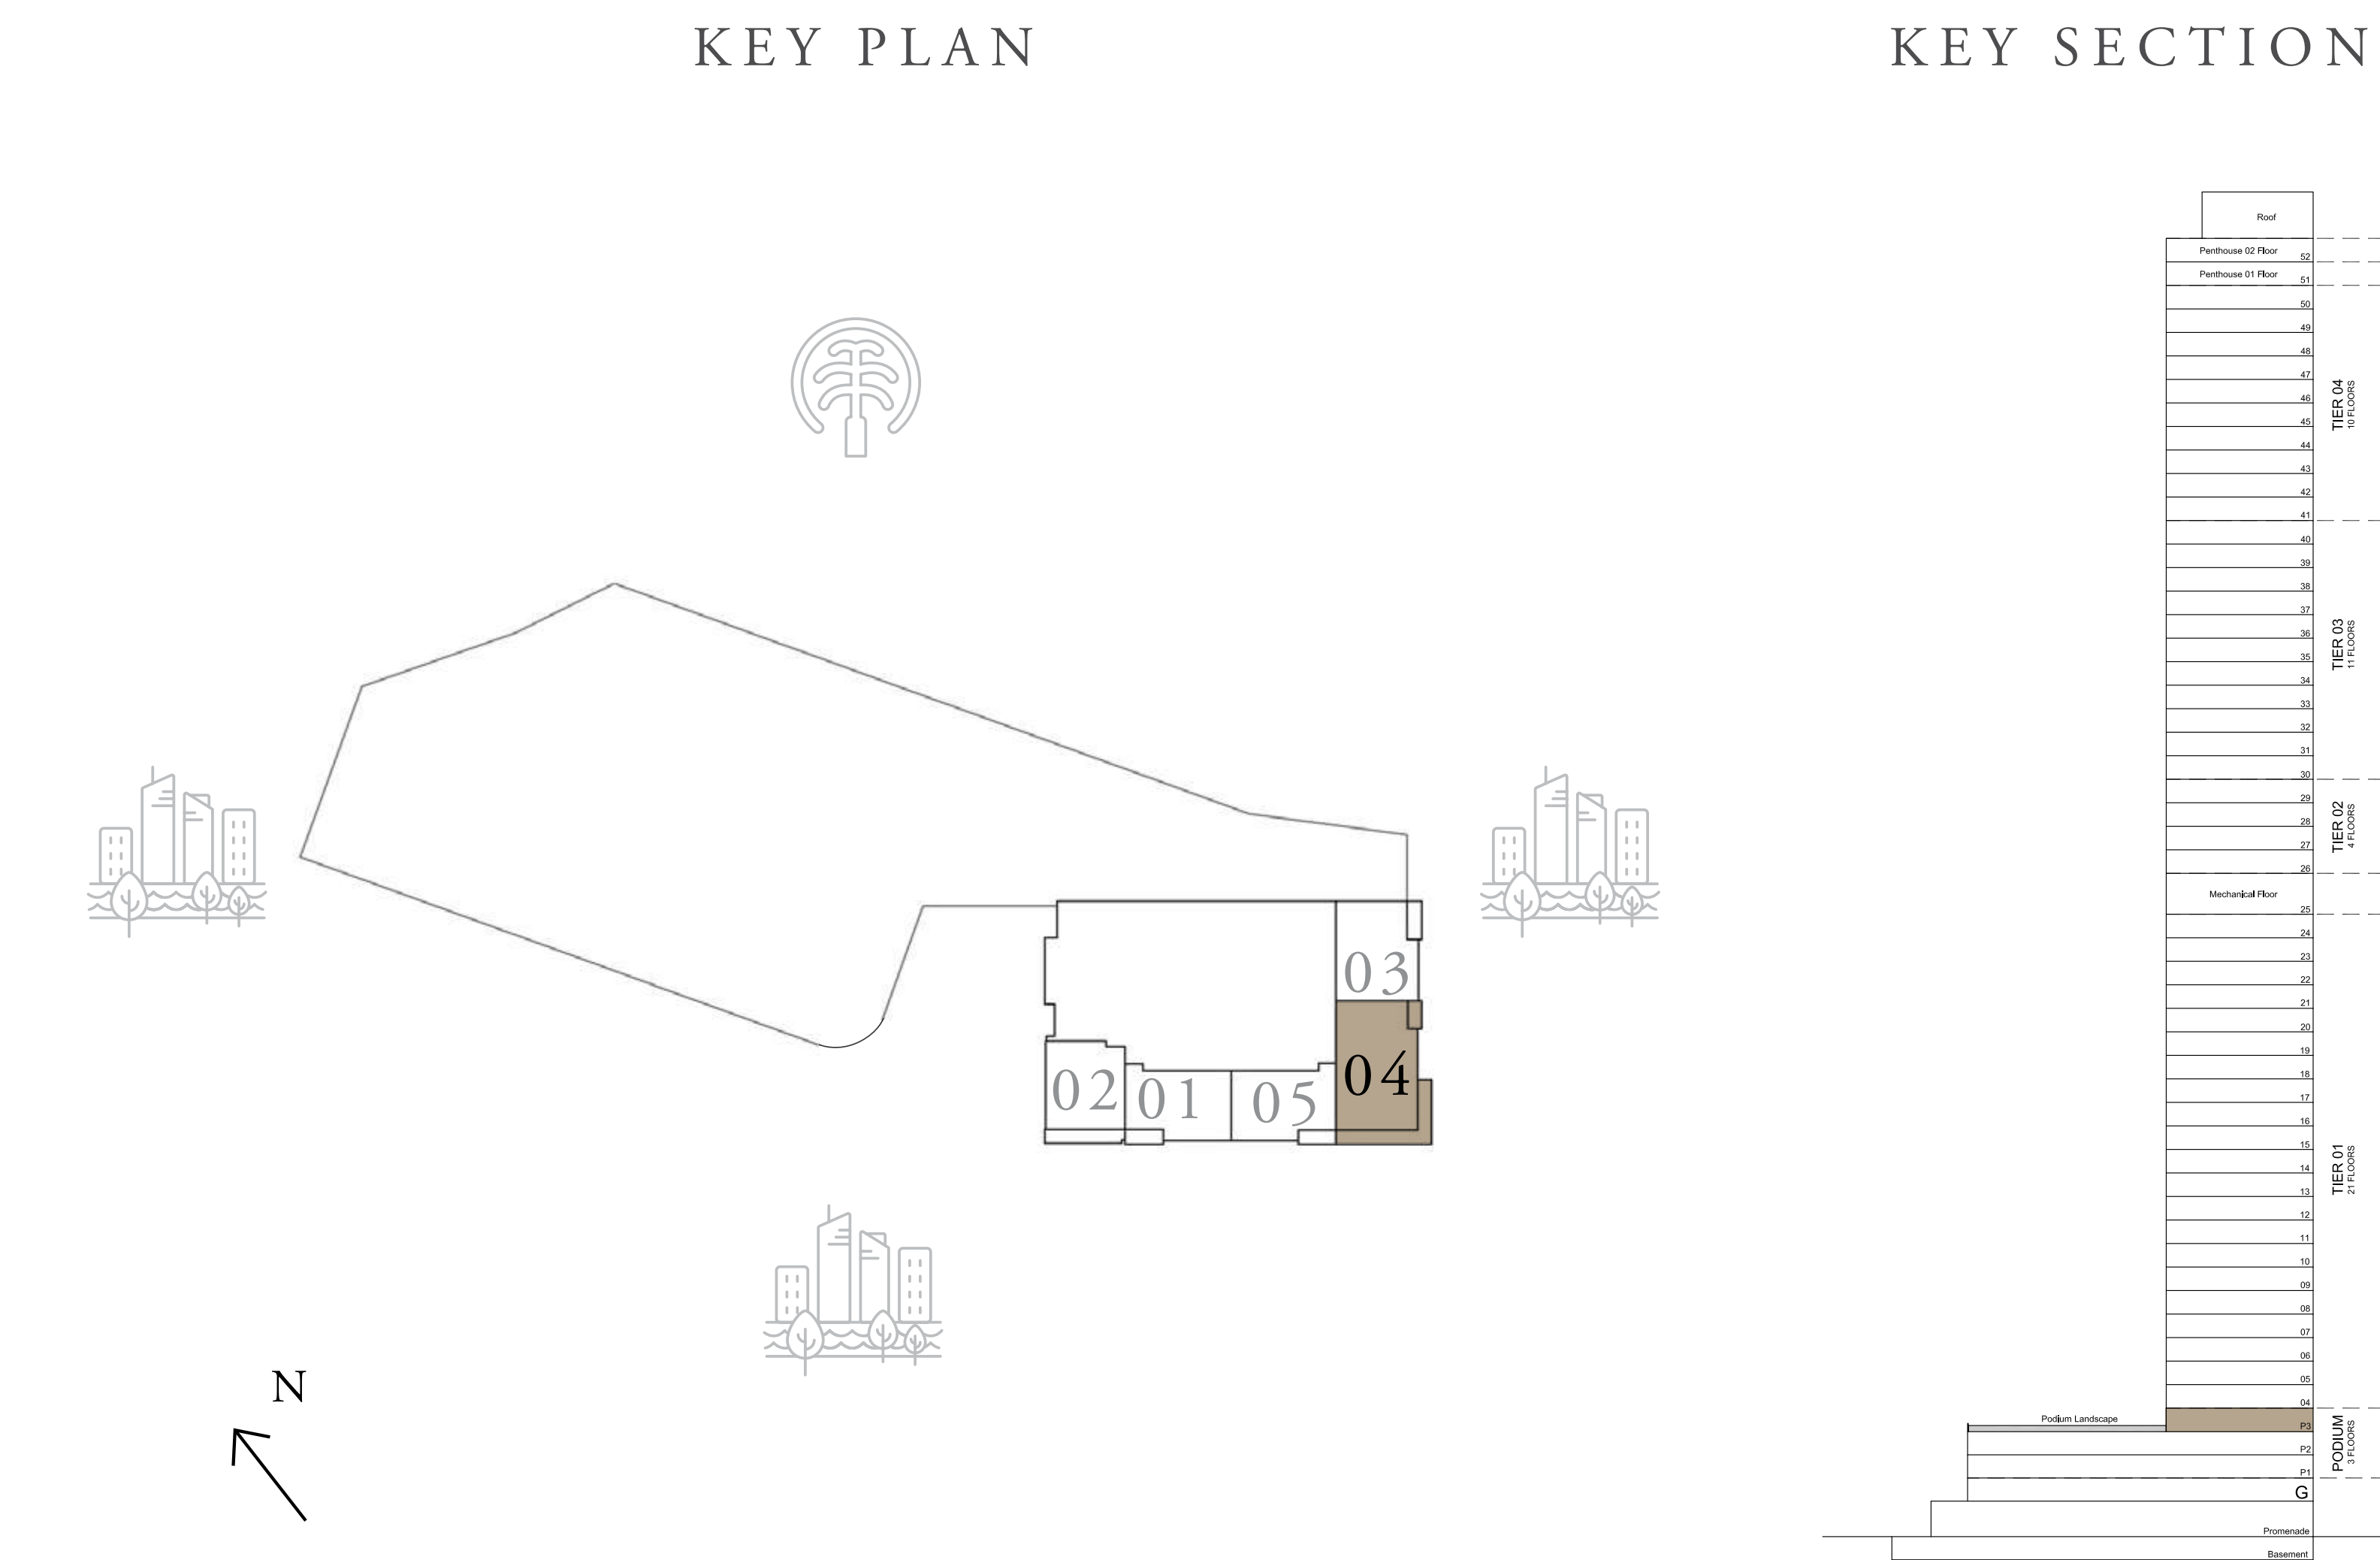 KEY PLAN
KEY SECTION
03
04
02
01
05
N
Roof
Penthouse 02 Floor
52
Penthouse 01 Floor
51
50
49
48
47
46
45
44
43
42
41
TIER 04
10 FLOORS
40
39
38
37
36
35
34
33
32
31
30
TIER 03
11 FLOORS
29
28
27
26
TIER 02
4 FLOORS
Mechanical Floor
25
24
23
22
21
20
19
18
17
16
15
14
13
12
11
10
09
08
07
06
05
04
TIER 01
21 FLOORS
Podium Landscape
P3
P2
P1
PODIUM
3 FLOORS
G
Promenade
Basement